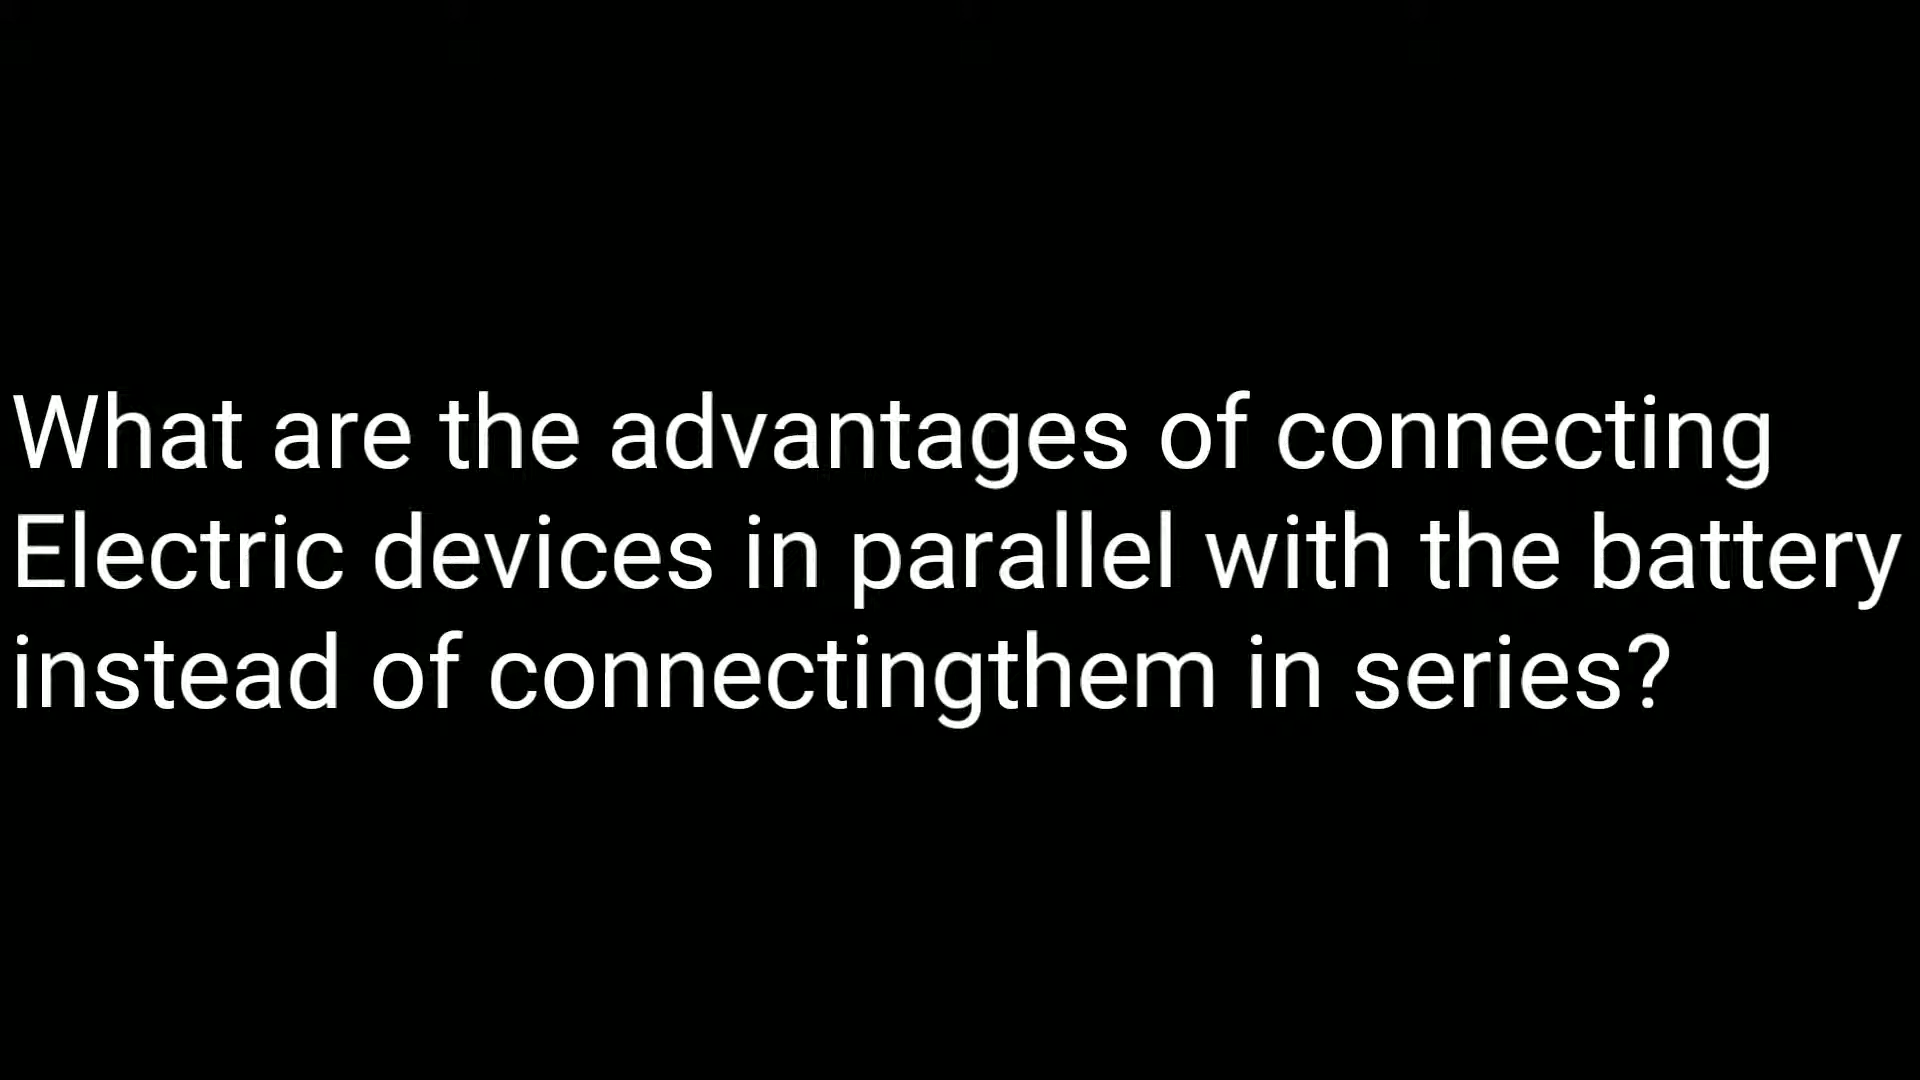 What are the advantages of connecting
Electric devices in parallel with the battery
instead of connectingthem in series?